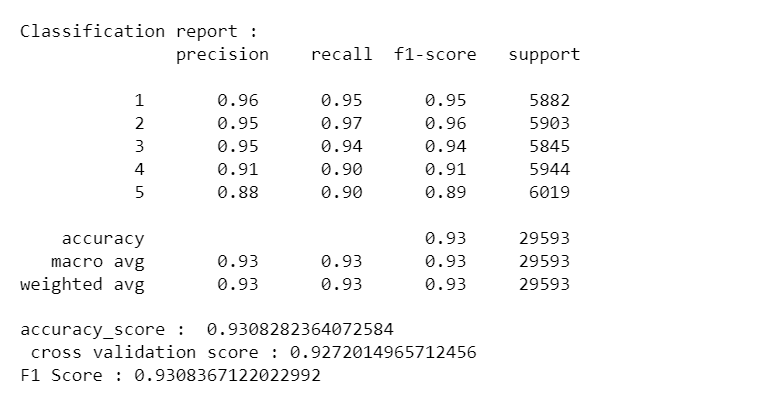 Classification report :
precision recall f1-score support
1 0.96 0.95 0.95 5882
2 0.95 0.97 0.96 5903
3 0.95 0.94 0.94 5845
4 0.91 0.90 0.91 5944
5 0.88 0.90 0.89 6019
accuracy 0.93 29593
macro avg 0.93 0.93 0.93 29593
weighted avg 0.93 0.93 0.93 29593
accuracy_score : 0.9308282364072584
cross validation score : 0.9272014965712456
F1 Score : 0.9308367122022992